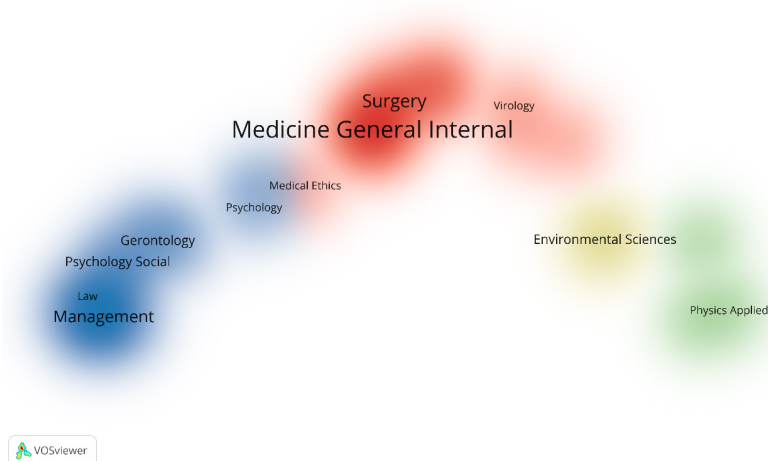 Surgery
Virology
Medicine General Internal
Medical Ethics
Psychology
Gerontology
Environmental Sciences
Psychology Social
Law
Physics Applied
Management
VOSviewer